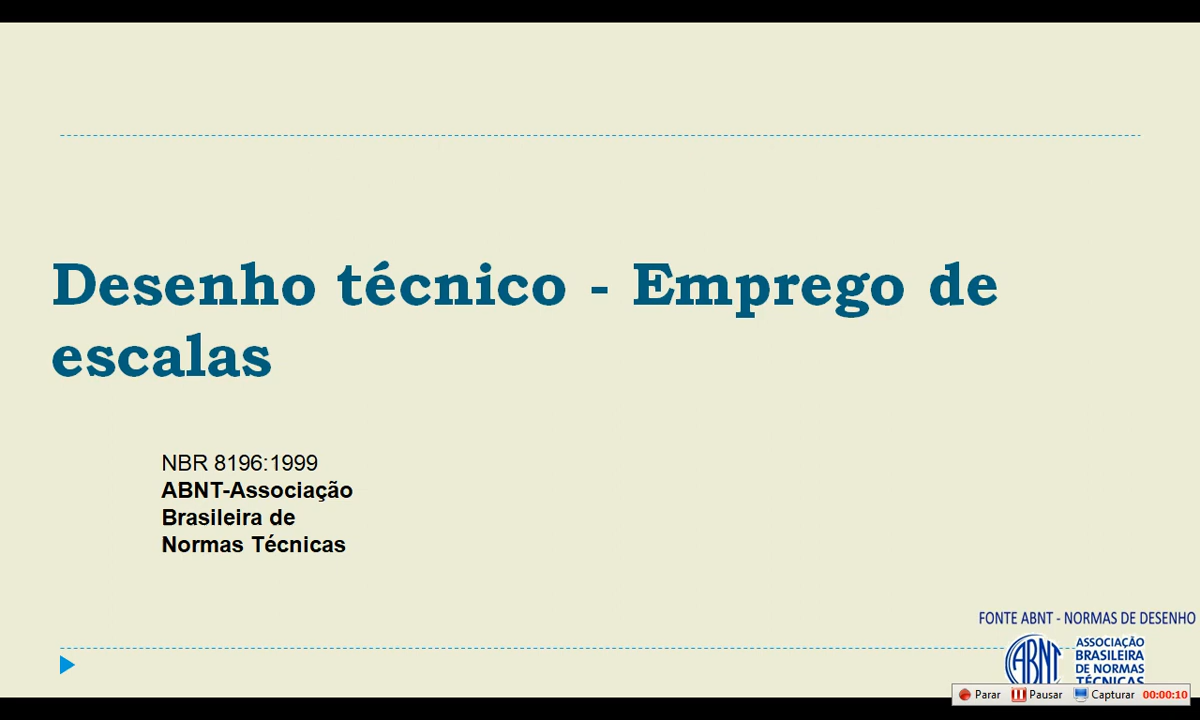 Desenho técnico - Emprego de
escalas
NBR 8196:1999
ABNT-Associação
Brasileira de
Normas Técnicas
FONTE ABNT - NORMAS DE DESENHO
ABNT
ASSOCIAÇÃO
BRASILEIRA
DE NORMAS
TÉCNICAS
Parar Pausar Capturar 00:00:10